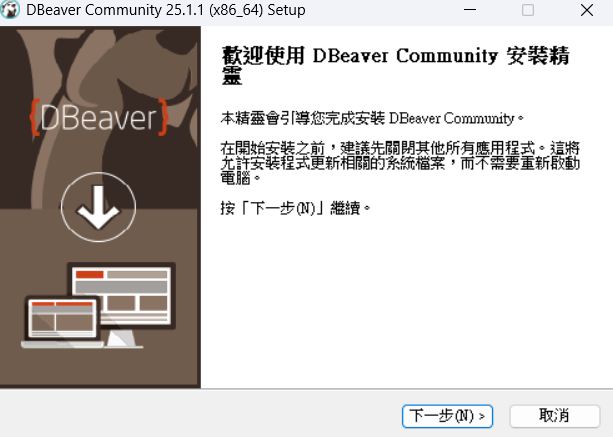 DBeaver Community 25.1.1 (x86_64) Setup
歡迎使用 DBeaver Community 安裝精
靈
{DBeaver}
本精靈會引導您完成安裝 DBeaver Community。
在開始安裝之前，建議先關閉其他所有應用程式。這將
允許安裝程式更新相關的系統檔案，而不需要重新啟動
電腦。
按「下一步(N)」繼續。
下一步(N) >
取消